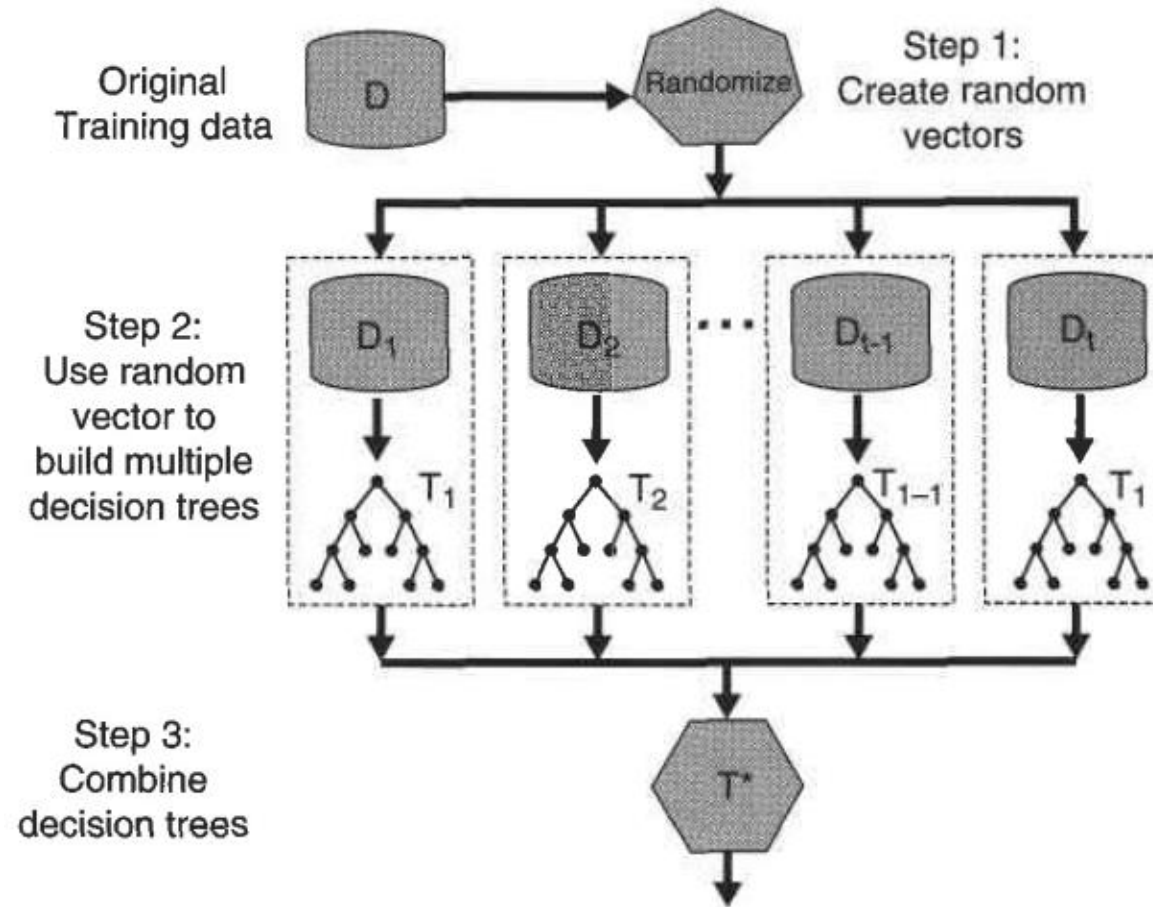 Original
Training data
D
Randomize
Step 1:
Create random
vectors
Step 2:
Use random
vector to
build multiple
decision trees
D₁
D₂
....
Dₜ₋₁
Dₜ
T₁
T₂
T₁₋₁
T₁
Step 3:
Combine
decision trees
T*